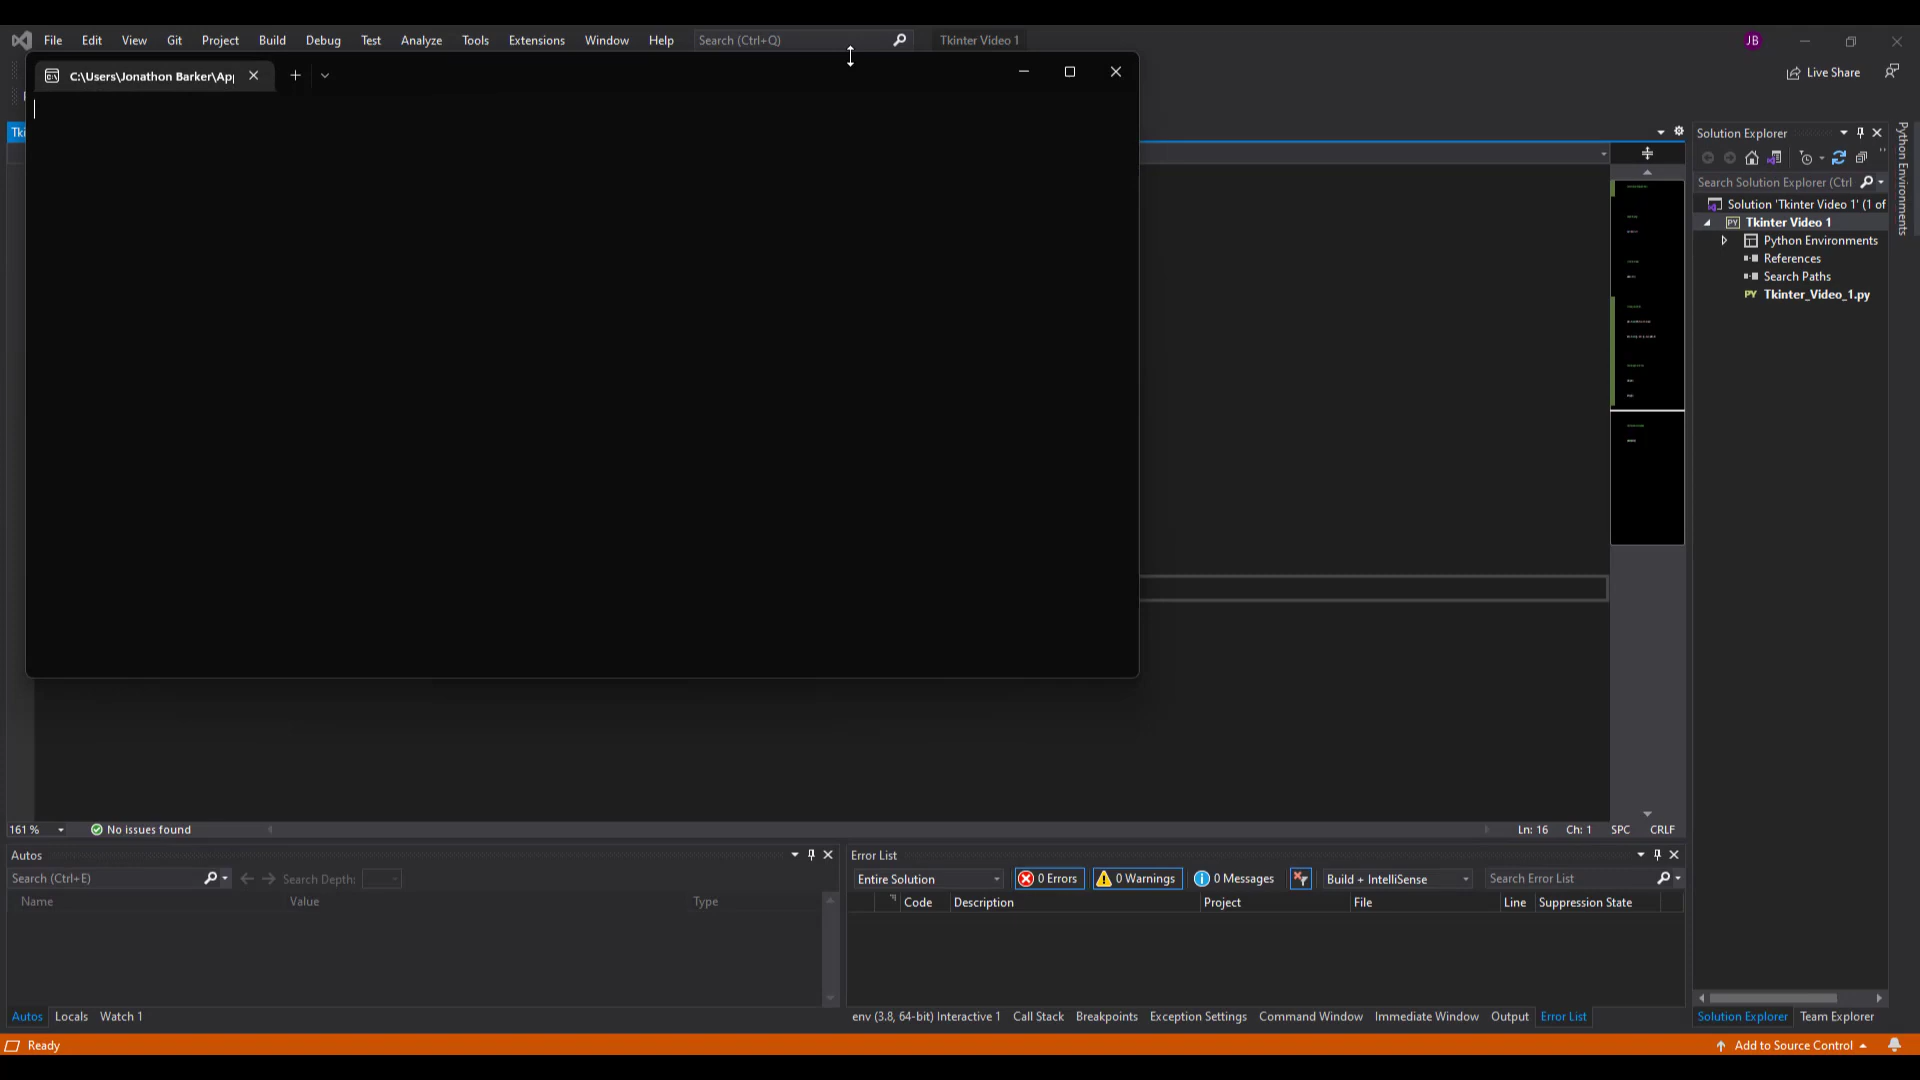 File Edit View Git Project Build Debug Test Analyze Tools Extensions Window Help Search (Ctrl+Q) Tkinter Video 1 JB
Live Share
C:\Users\Jonathon Barker\Ap
Tki
Solution Explorer
Python Environments
Search Solution Explorer (Ctrl
Solution 'Tkinter Video 1' (1 of
PY Tkinter Video 1
Python Environments
References
Search Paths
PY Tkinter_Video_1.py
161 % No issues found Ln: 16 Ch: 1 SPC CRLF
Autos
Search (Ctrl+E) Search Depth:
Name Value Type
Error List
Entire Solution 0 Errors 0 Warnings 0 Messages Build + IntelliSense Search Error List
Code Description Project File Line Suppression State
Autos Locals Watch 1
env (3.8, 64-bit) Interactive 1 Call Stack Breakpoints Exception Settings Command Window Immediate Window Output Error List
Solution Explorer Team Explorer
Ready Add to Source Control